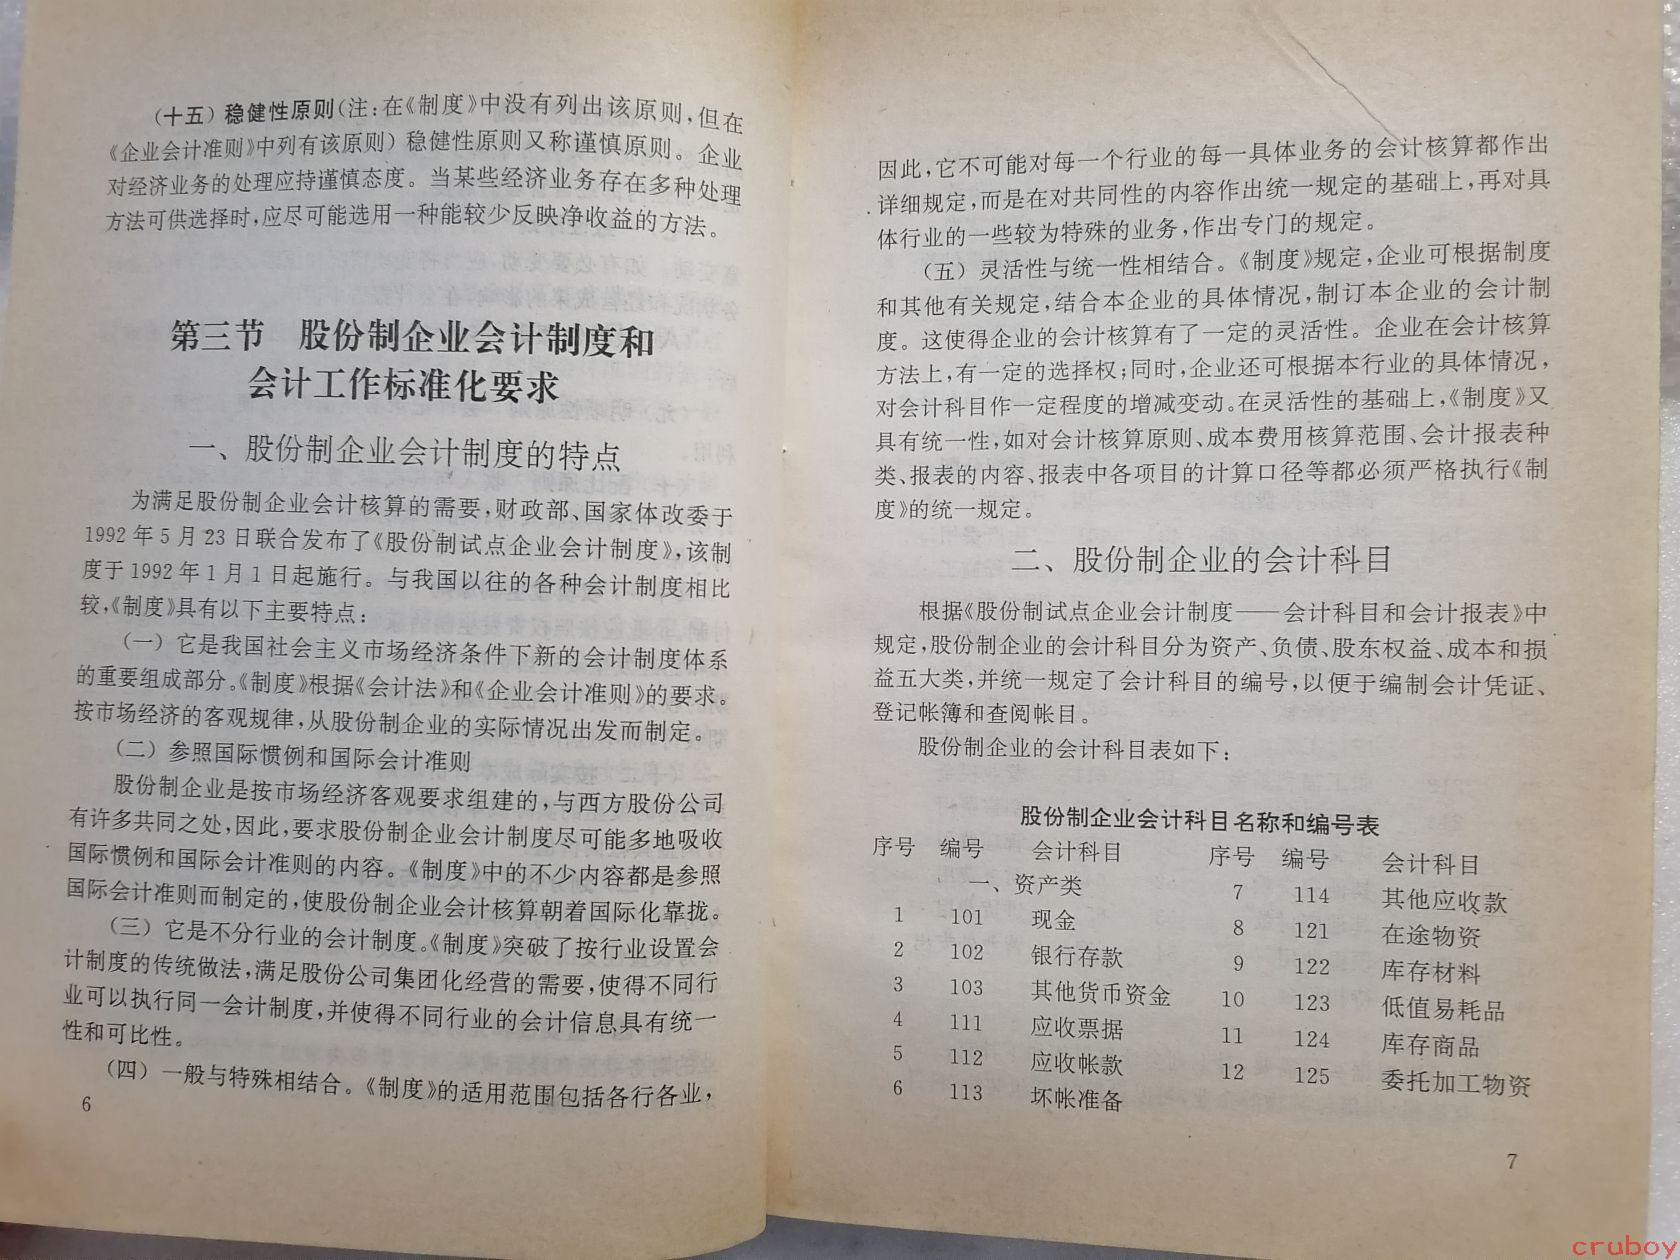 (十五) 稳健性原则(注:在《制度》中没有列出该原则,但在
《企业会计准则》中列有该原则) 稳健性原则又称谨慎原则。企业
对经济业务的处理应持谨慎态度。当某些经济业务存在多种处理
方法可供选择时,应尽可能选用一种能较少反映净收益的方法。
第三节 股份制企业会计制度和
会计工作标准化要求
一、股份制企业会计制度的特点
为满足股份制企业会计核算的需要,财政部、国家体改委于
1992年5月23日联合发布了《股份制试点企业会计制度》,该制
度于1992年1月1日起施行。与我国以往的各种会计制度相比
较,《制度》具有以下主要特点:
(一) 它是我国社会主义市场经济条件下新的会计制度体系
的重要组成部分。《制度》根据《会计法》和《企业会计准则》的要求。
按市场经济的客观规律,从股份制企业的实际情况出发而制定。
(二) 参照国际惯例和国际会计准则
股份制企业是按市场经济客观要求组建的,与西方股份公司
有许多共同之处,因此,要求股份制企业会计制度尽可能多地吸收
国际惯例和国际会计准则的内容。《制度》中的不少内容都是参照
国际会计准则而制定的,使股份制企业会计核算朝着国际化靠拢。
(三) 它是不分行业的会计制度。《制度》突破了按行业设置会
计制度的传统做法,满足股份公司集团化经营的需要,使得不同行
业可以执行同一会计制度,并使得不同行业的会计信息具有统一
性和可比性。
(四) 一般与特殊相结合。《制度》的适用范围包括各行各业,
6
因此,它不可能对每一个行业的每一具体业务的会计核算都作出
详细规定,而是在对共同性的内容作出统一规定的基础上,再对具
体行业的一些较为特殊的业务,作出专门的规定。
(五) 灵活性与统一性相结合。《制度》规定,企业可根据制度
和其他有关规定,结合本企业的具体情况,制订本企业的会计制
度。这使得企业的会计核算有了一定的灵活性。企业在会计核算
方法上,有一定的选择权;同时,企业还可根据本行业的具体情况,
对会计科目作一定程度的增减变动。在灵活性的基础上,《制度》又
具有统一性,如对会计核算原则、成本费用核算范围、会计报表种
类、报表的内容、报表中各项目的计算口径等都必须严格执行《制
度》的统一规定。
二、股份制企业的会计科目
根据《股份制试点企业会计制度——会计科目和会计报表》中
规定,股份制企业的会计科目分为资产、负债、股东权益、成本和损
益五大类,并统一规定了会计科目的编号,以便于编制会计凭证、
登记帐簿和查阅帐目。
股份制企业的会计科目表如下:
股份制企业会计科目名称和编号表
序号 编号 会计科目 序号 编号 会计科目
一、资产类 7 114 其他应收款
1 101 现金 8 121 在途物资
2 102 银行存款 9 122 库存材料
3 103 其他货币资金 10 123 低值易耗品
4 111 应收票据 11 124 库存商品
5 112 应收帐款 12 125 委托加工物资
6 113 坏帐准备
7
cruboy